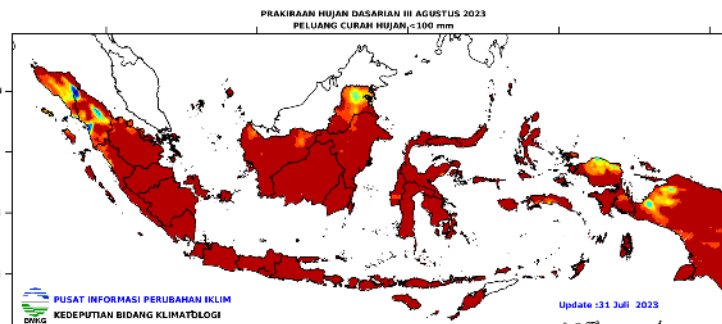 PRAKIRAAN HUJAN DASARIAN III AGUSTUS 2023
PELUANG CURAH HUJAN,<100 mm
PUSAT INFORMASI PERUBAHAN IKLIM
KEDEPUTIAN BIDANG KLIMATOLOGI
BMKG
Update :31 Juli 2023